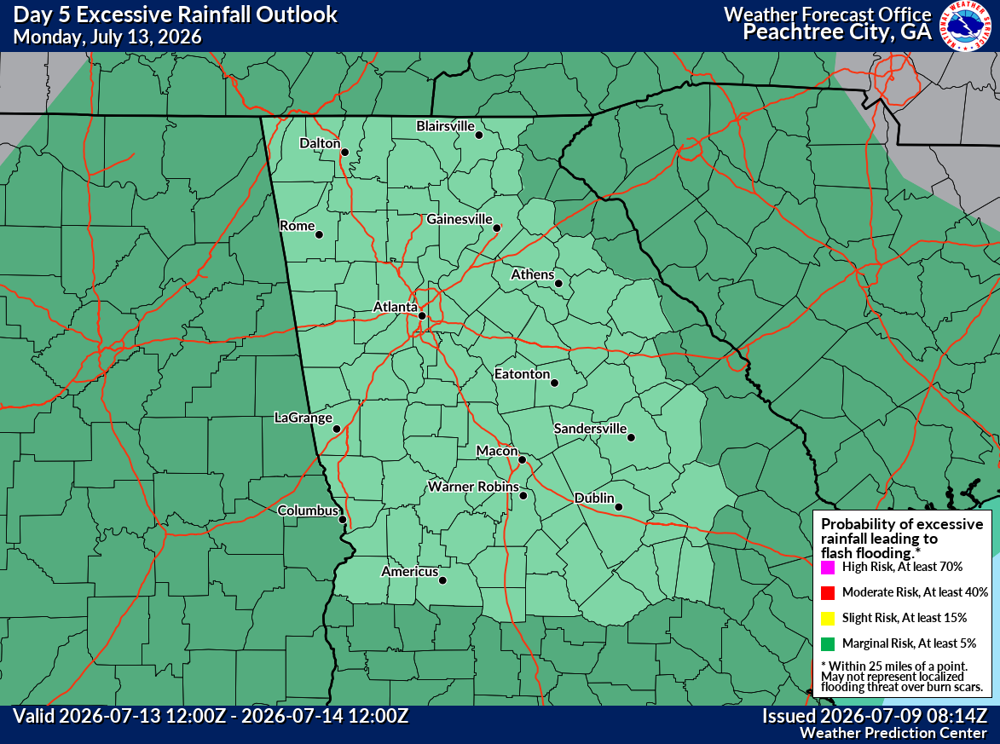 Day 5 Excessive Rainfall Outlook
Monday, July 13, 2026
Weather Forecast Office
Peachtree City, GA
NATIONAL WEATHER SERVICE
Blairsville
Dalton
Gainesville
Rome
Athens
Atlanta
Eatonton
LaGrange
Sandersville
Macon
Warner Robins
Dublin
Columbus
Americus
Probability of excessive
rainfall leading to
flash flooding.*
High Risk, At least 70%
Moderate Risk, At least 40%
Slight Risk, At least 15%
Marginal Risk, At least 5%
* Within 25 miles of a point.
May not represent localized
flooding threat over burn scars.
Valid 2026-07-13 12:00Z - 2026-07-14 12:00Z
Issued 2026-07-09 08:14Z
Weather Prediction Center